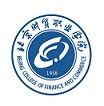 北京财贸职业学院
BEIJING COLLEGE OF FINANCE AND COMMERCE
1958